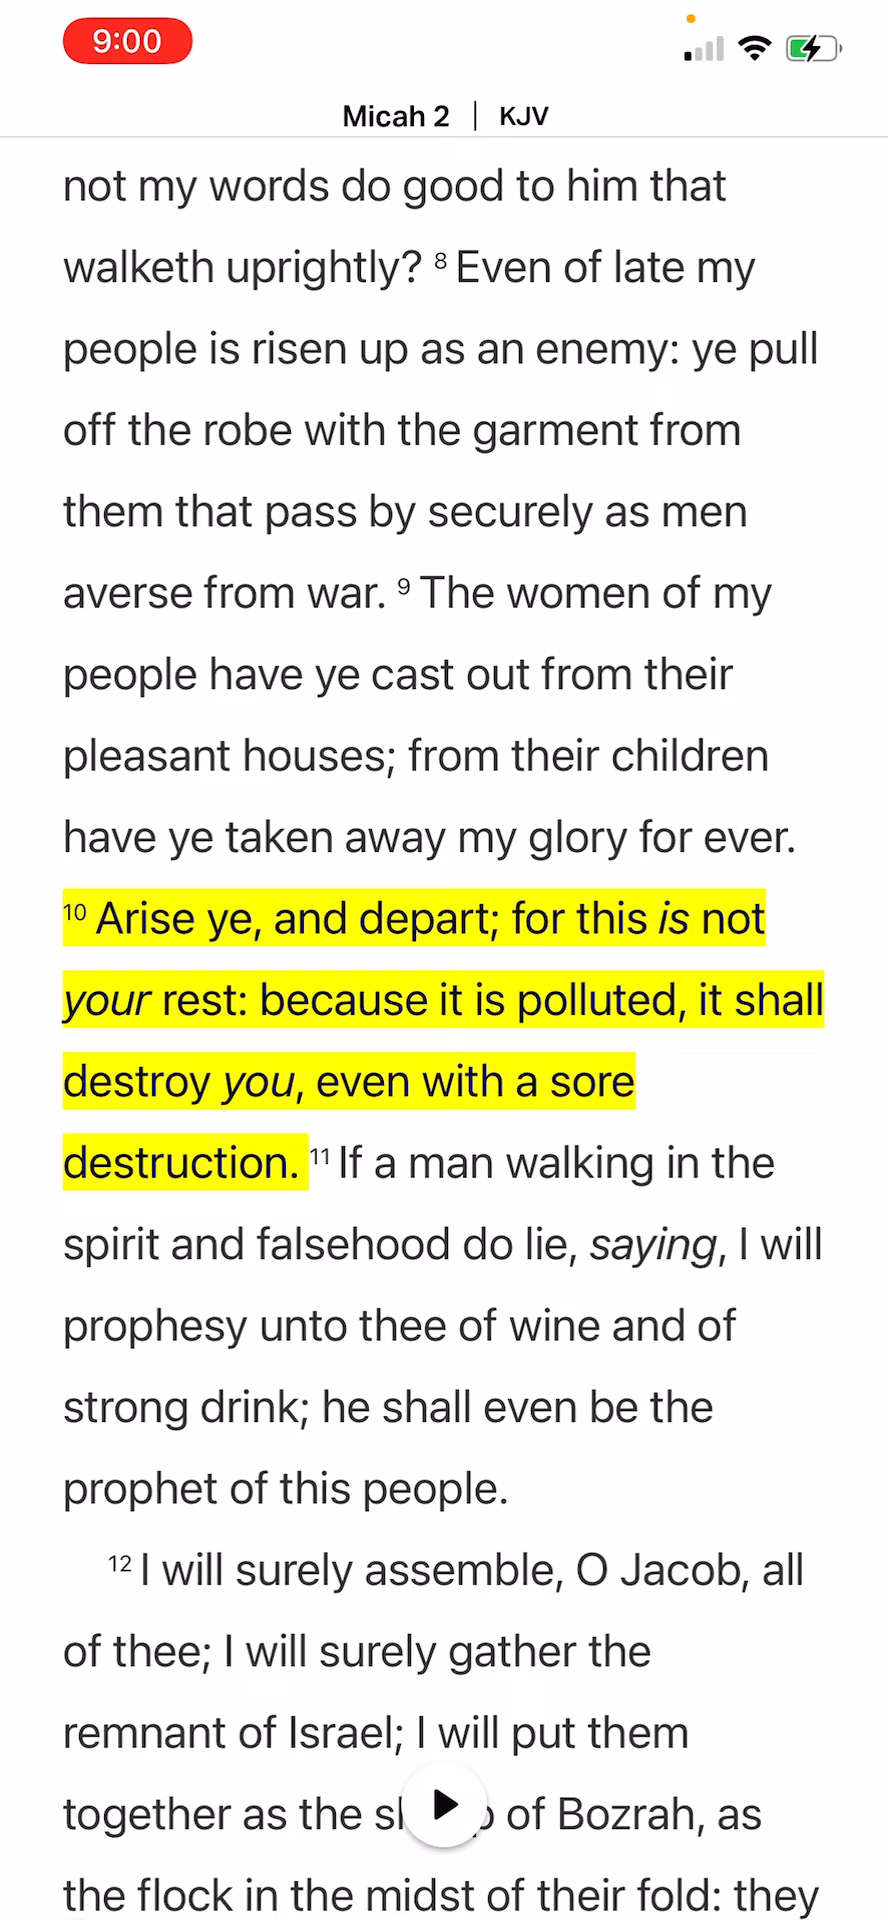 9:00
Micah 2 | KJV
not my words do good to him that
walketh uprightly? 8 Even of late my
people is risen up as an enemy: ye pull
off the robe with the garment from
them that pass by securely as men
averse from war. 9 The women of my
people have ye cast out from their
pleasant houses; from their children
have ye taken away my glory for ever.
10 Arise ye, and depart; for this is not
your rest: because it is polluted, it shall
destroy you, even with a sore
destruction. 11 If a man walking in the
spirit and falsehood do lie, saying, I will
prophesy unto thee of wine and of
strong drink; he shall even be the
prophet of this people.
12 I will surely assemble, O Jacob, all
of thee; I will surely gather the
remnant of Israel; I will put them
together as the of Bozrah, as
the flock in the midst of their fold: they